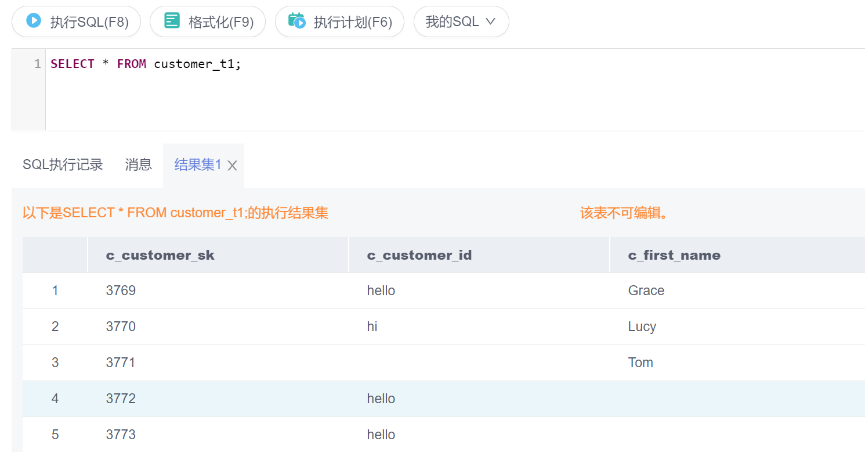 执行SQL(F8) 格式化(F9) 执行计划(F6) 我的SQL
1 SELECT * FROM customer_t1;
SQL执行记录 消息 结果集1
以下是SELECT * FROM customer_t1;的执行结果集 该表不可编辑。
c_customer_sk c_customer_id c_first_name
1 3769 hello Grace
2 3770 hi Lucy
3 3771 Tom
4 3772 hello
5 3773 hello